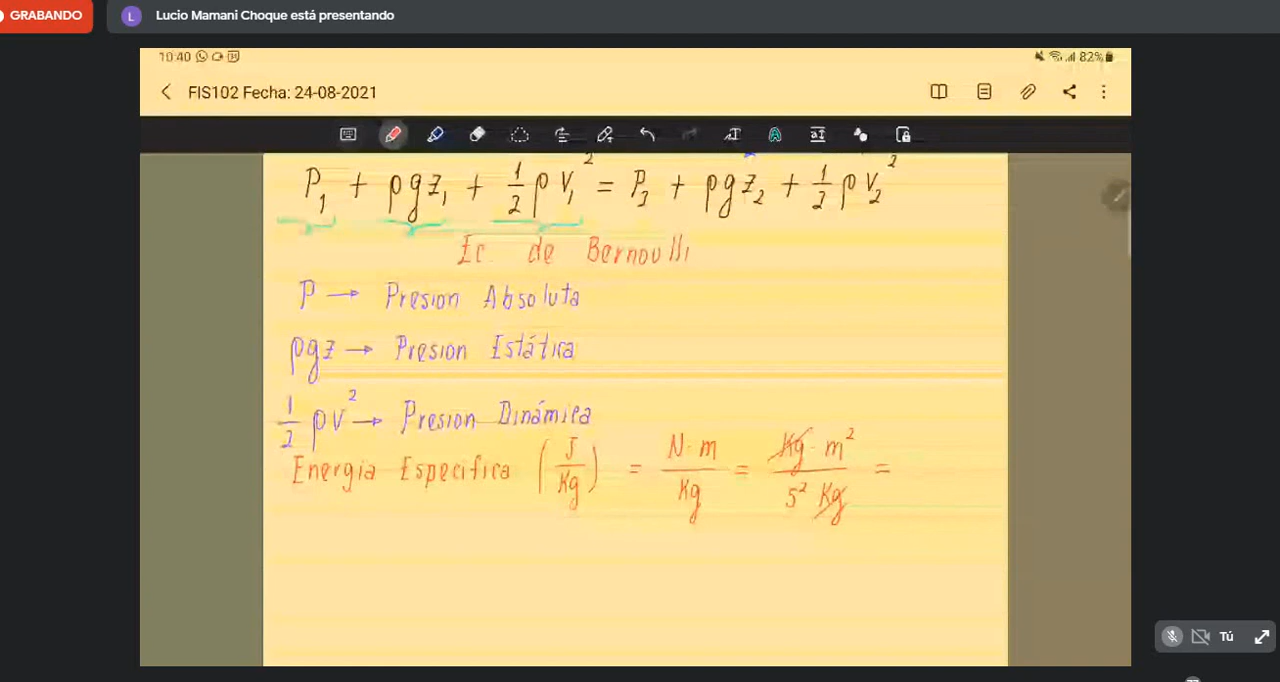 GRABANDO
L Lucio Mamani Choque está presentando
10:40 82%
FIS102 Fecha: 24-08-2021
P₁ + ρgz₁ + 1/2 ρ V₁² = P₂ + ρgz₂ + 1/2 ρ V₂²
Ec. de Bernoulli
P → Presion Absoluta
ρgz → Presion Estática
1/2 ρv² → Presion Dinámica
Energia Especifica (J/Kg) = N·m/Kg = Kg·m²/s² Kg =
Tú